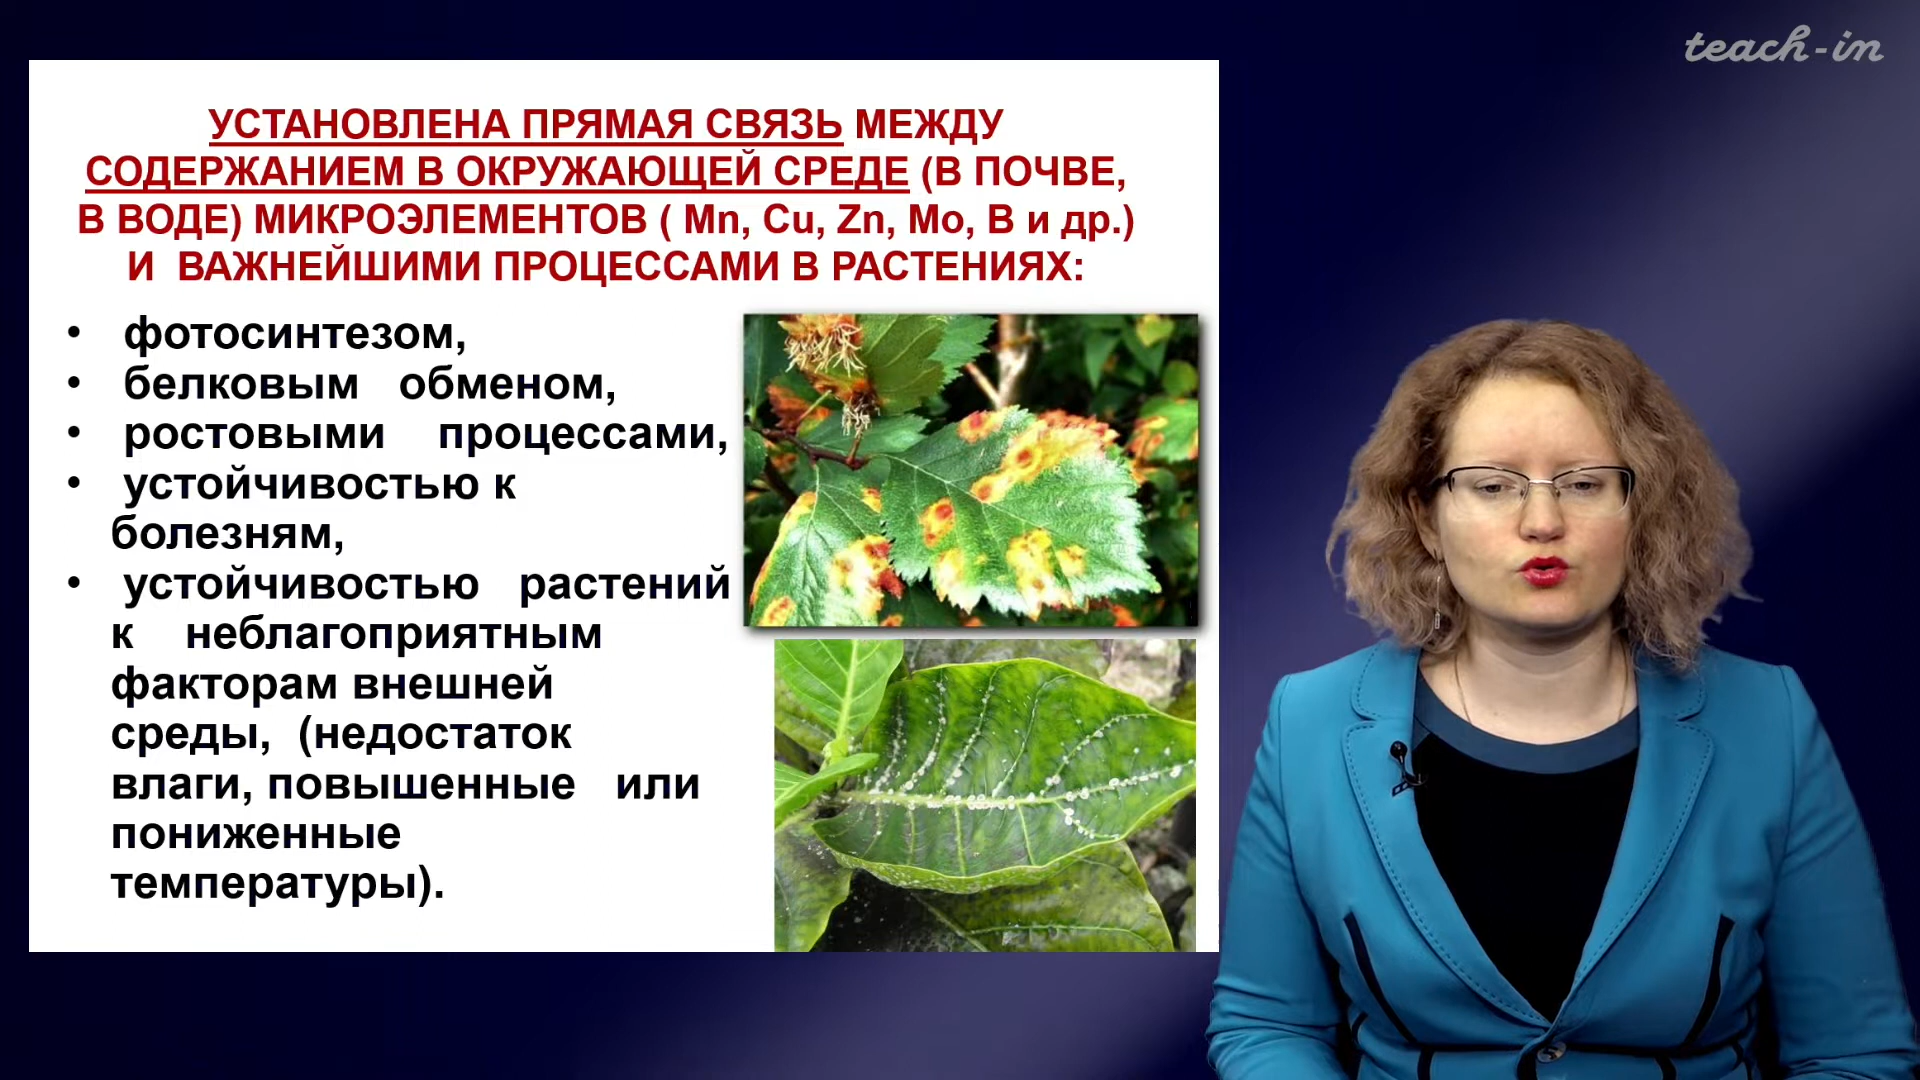 teach-in
УСТАНОВЛЕНА ПРЯМАЯ СВЯЗЬ МЕЖДУ
СОДЕРЖАНИЕМ В ОКРУЖАЮЩЕЙ СРЕДЕ (В ПОЧВЕ,
В ВОДЕ) МИКРОЭЛЕМЕНТОВ ( Mn, Cu, Zn, Mo, B и др.)
И ВАЖНЕЙШИМИ ПРОЦЕССАМИ В РАСТЕНИЯХ:
• фотосинтезом,
• белковым обменом,
• ростовыми процессами,
• устойчивостью к
болезням,
• устойчивостью растений
к неблагоприятным
факторам внешней
среды, (недостаток
влаги, повышенные или
пониженные
температуры).